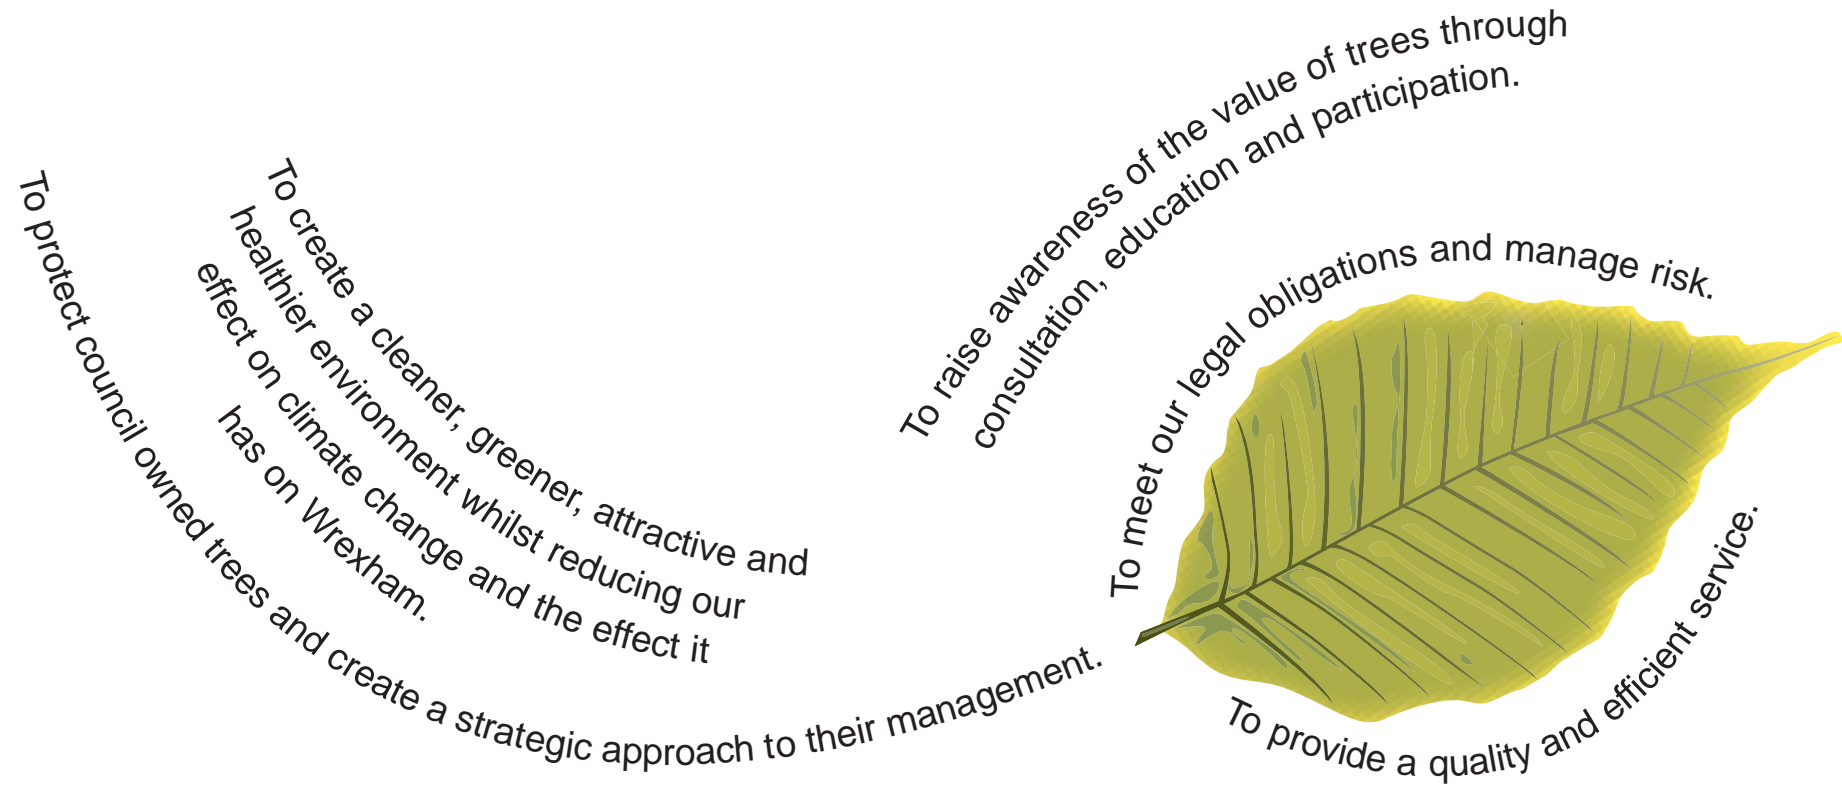 To protect council owned trees and create a strategic approach to their management.
To create a cleaner, greener, attractive and
healthier environment whilst reducing our
effect on climate change and the effect it
has on Wrexham.
To raise awareness of the value of trees through
consultation, education and participation.
To meet our legal obligations and manage risk.
To provide a quality and efficient service.